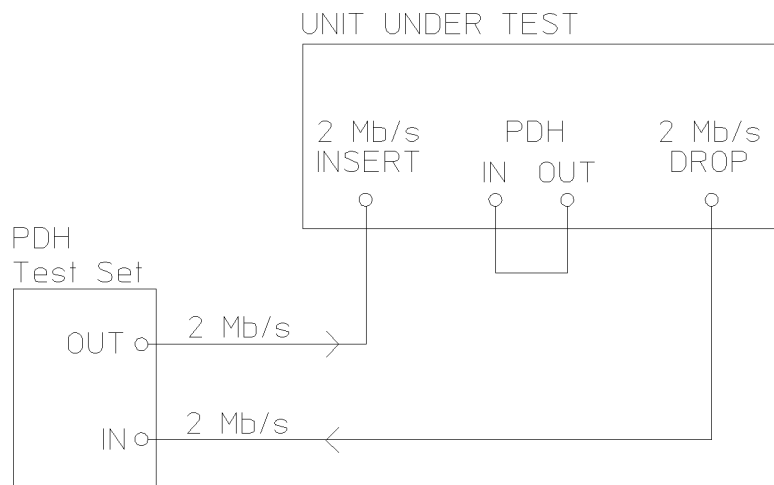 UNIT UNDER TEST
2 Mb/s
INSERT
PDH
IN OUT
2 Mb/s
DROP
PDH
Test Set
OUT
2 Mb/s
IN
2 Mb/s